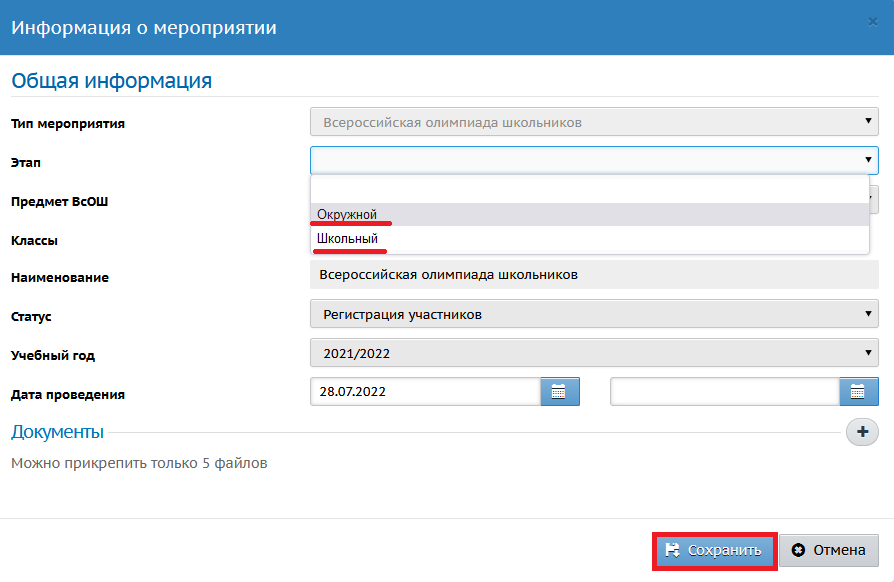 Информация о мероприятии
Общая информация
Тип мероприятия
Всероссийская олимпиада школьников
Этап
Предмет ВсОШ
Окружной
Школьный
Классы
Наименование
Всероссийская олимпиада школьников
Статус
Регистрация участников
Учебный год
2021/2022
Дата проведения
28.07.2022
Документы
Можно прикрепить только 5 файлов
Сохранить
Отмена